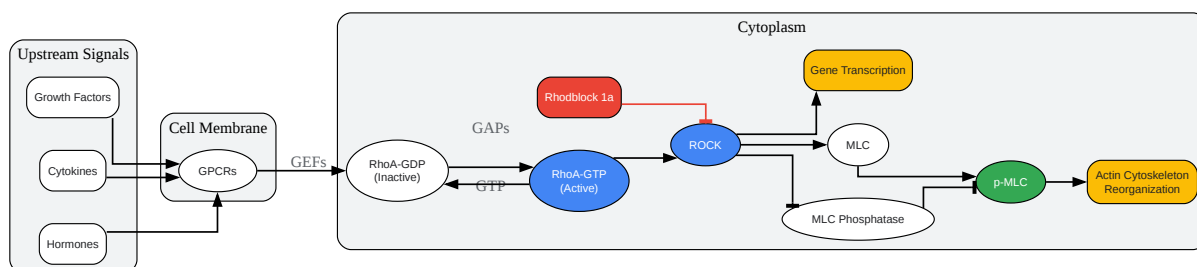 Cytoplasm
Upstream Signals
Gene Transcription
Growth Factors
Rhodblock 1a
Cell Membrane
GAPs
ROCK
MLC
GEFs
RhoA-GDP
(Inactive)
Cytokines
GPCRs
RhoA-GTP
(Active)
GTP
p-MLC
Actin Cytoskeleton
Reorganization
MLC Phosphatase
Hormones